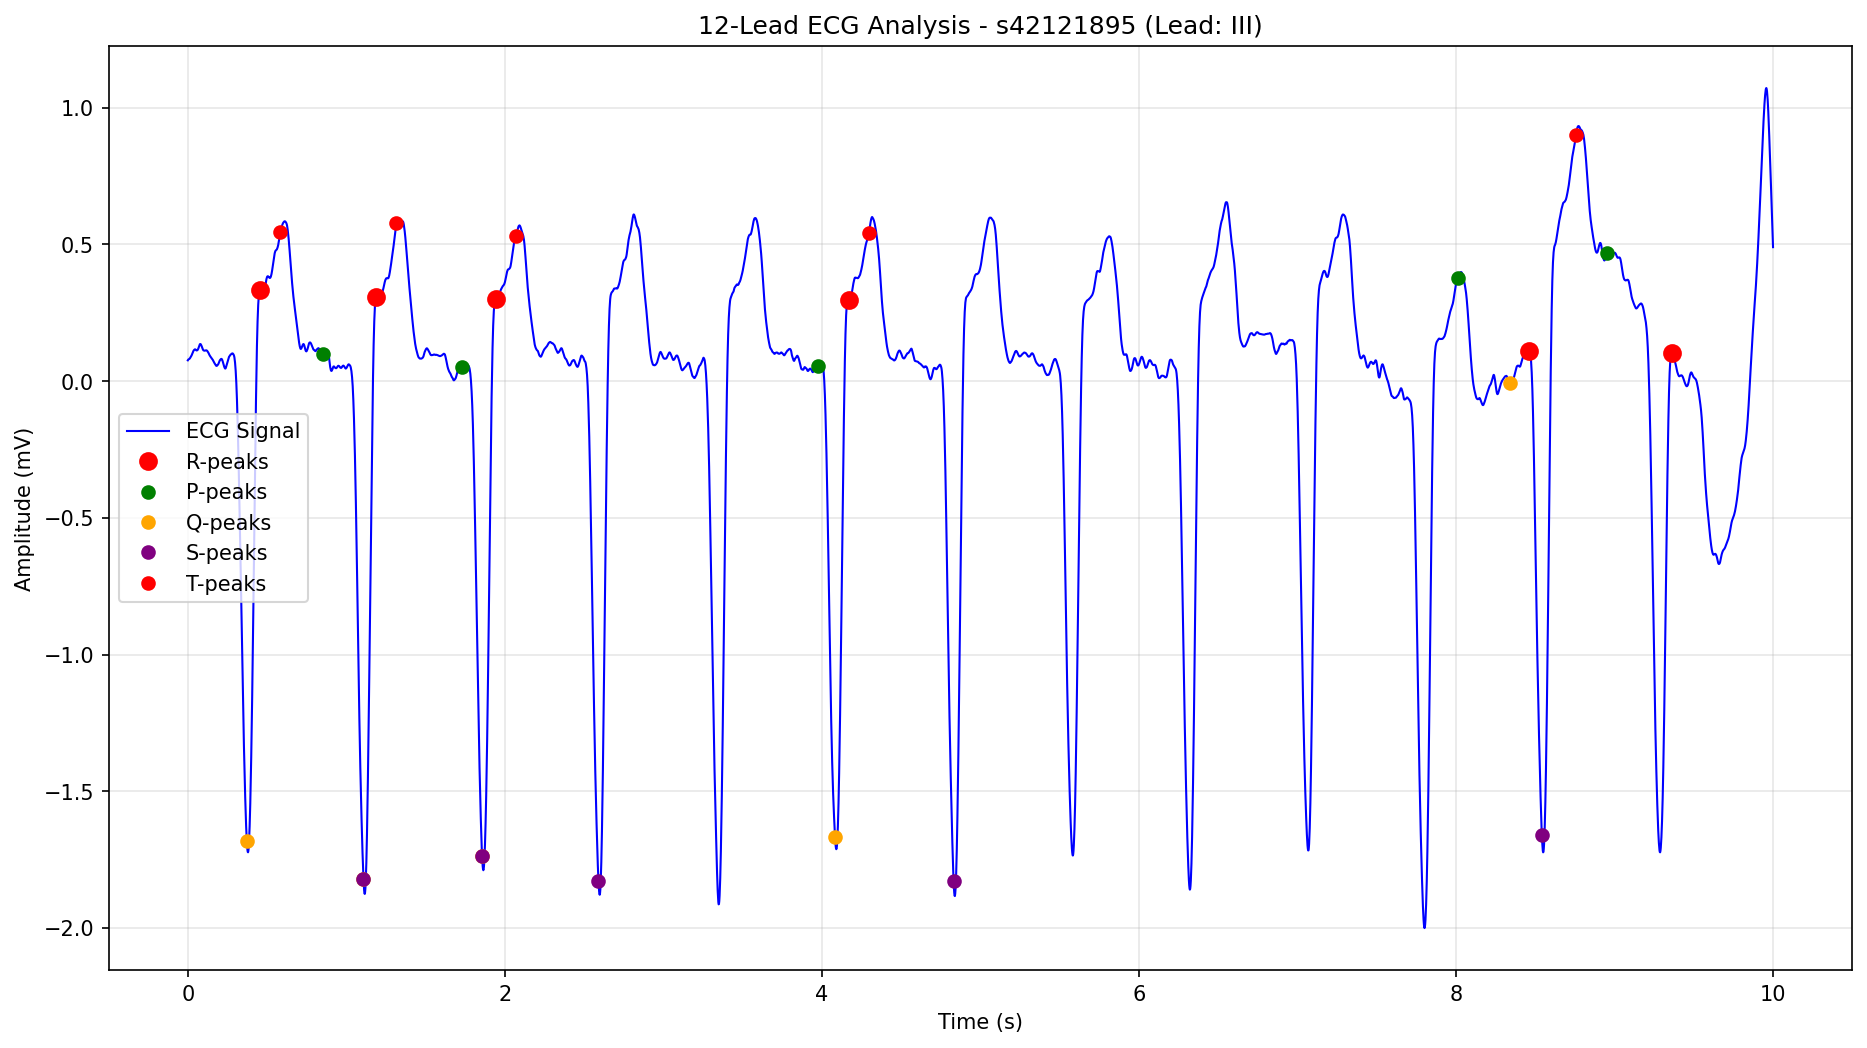 12-Lead ECG Analysis - s42121895 (Lead: III)
Amplitude (mV)
1.0
0.5
0.0
−0.5
−1.0
−1.5
−2.0
ECG Signal
R-peaks
P-peaks
Q-peaks
S-peaks
T-peaks
0 2 4 6 8 10
Time (s)